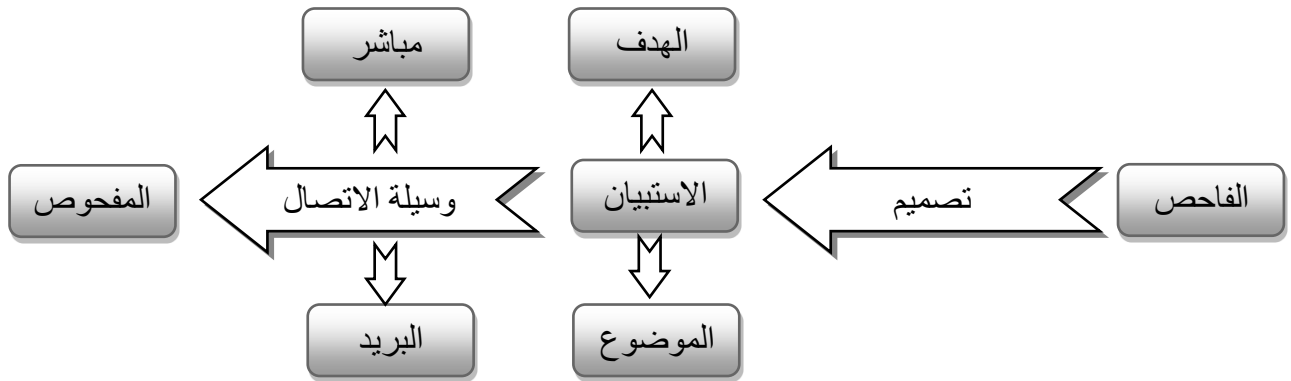 مباشر
الهدف
الفاحص
تصميم
الاستبيان
وسيلة الاتصال
المفحوص
الموضوع
البريد